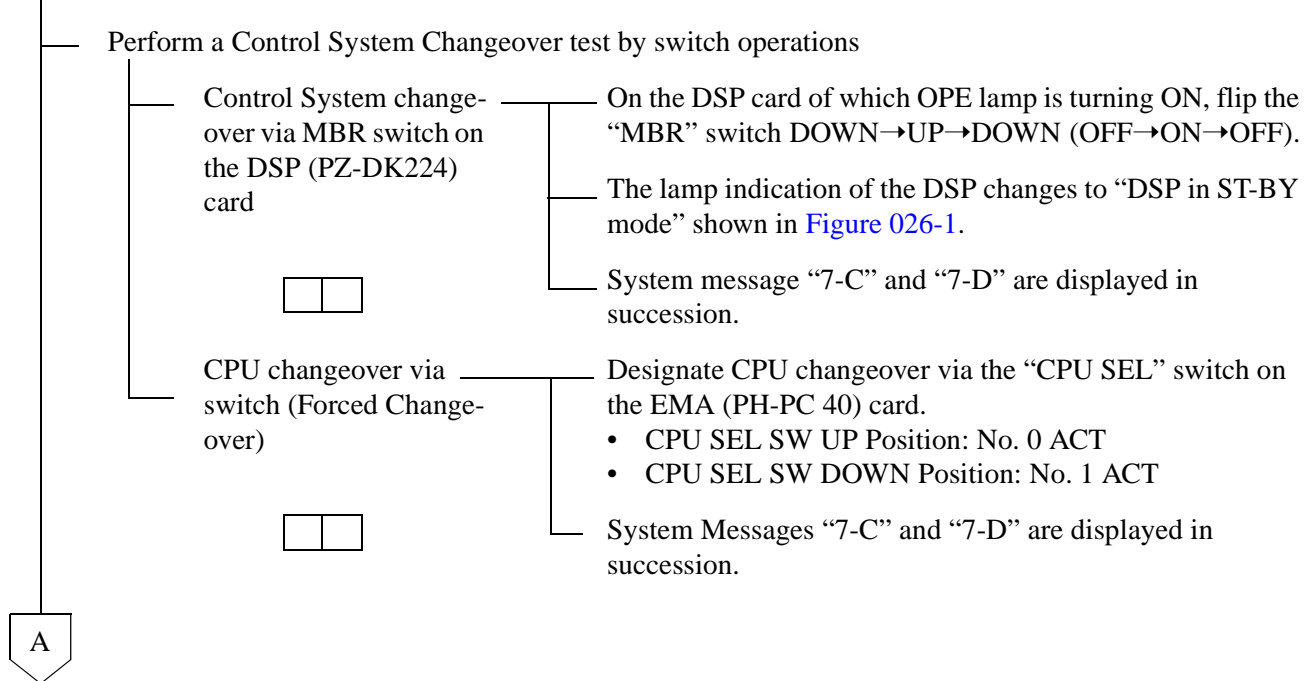 Perform a Control System Changeover test by switch operations
Control System change-
over via MBR switch on
the DSP (PZ-DK224)
card
On the DSP card of which OPE lamp is turning ON, flip the
“MBR” switch DOWN→UP→DOWN (OFF→ON→OFF).
The lamp indication of the DSP changes to “DSP in ST-BY
mode” shown in Figure 026-1.
System message “7-C” and “7-D” are displayed in
succession.
CPU changeover via
switch (Forced Change-
over)
Designate CPU changeover via the “CPU SEL” switch on
the EMA (PH-PC 40) card.
• CPU SEL SW UP Position: No. 0 ACT
• CPU SEL SW DOWN Position: No. 1 ACT
System Messages “7-C” and “7-D” are displayed in
succession.
A